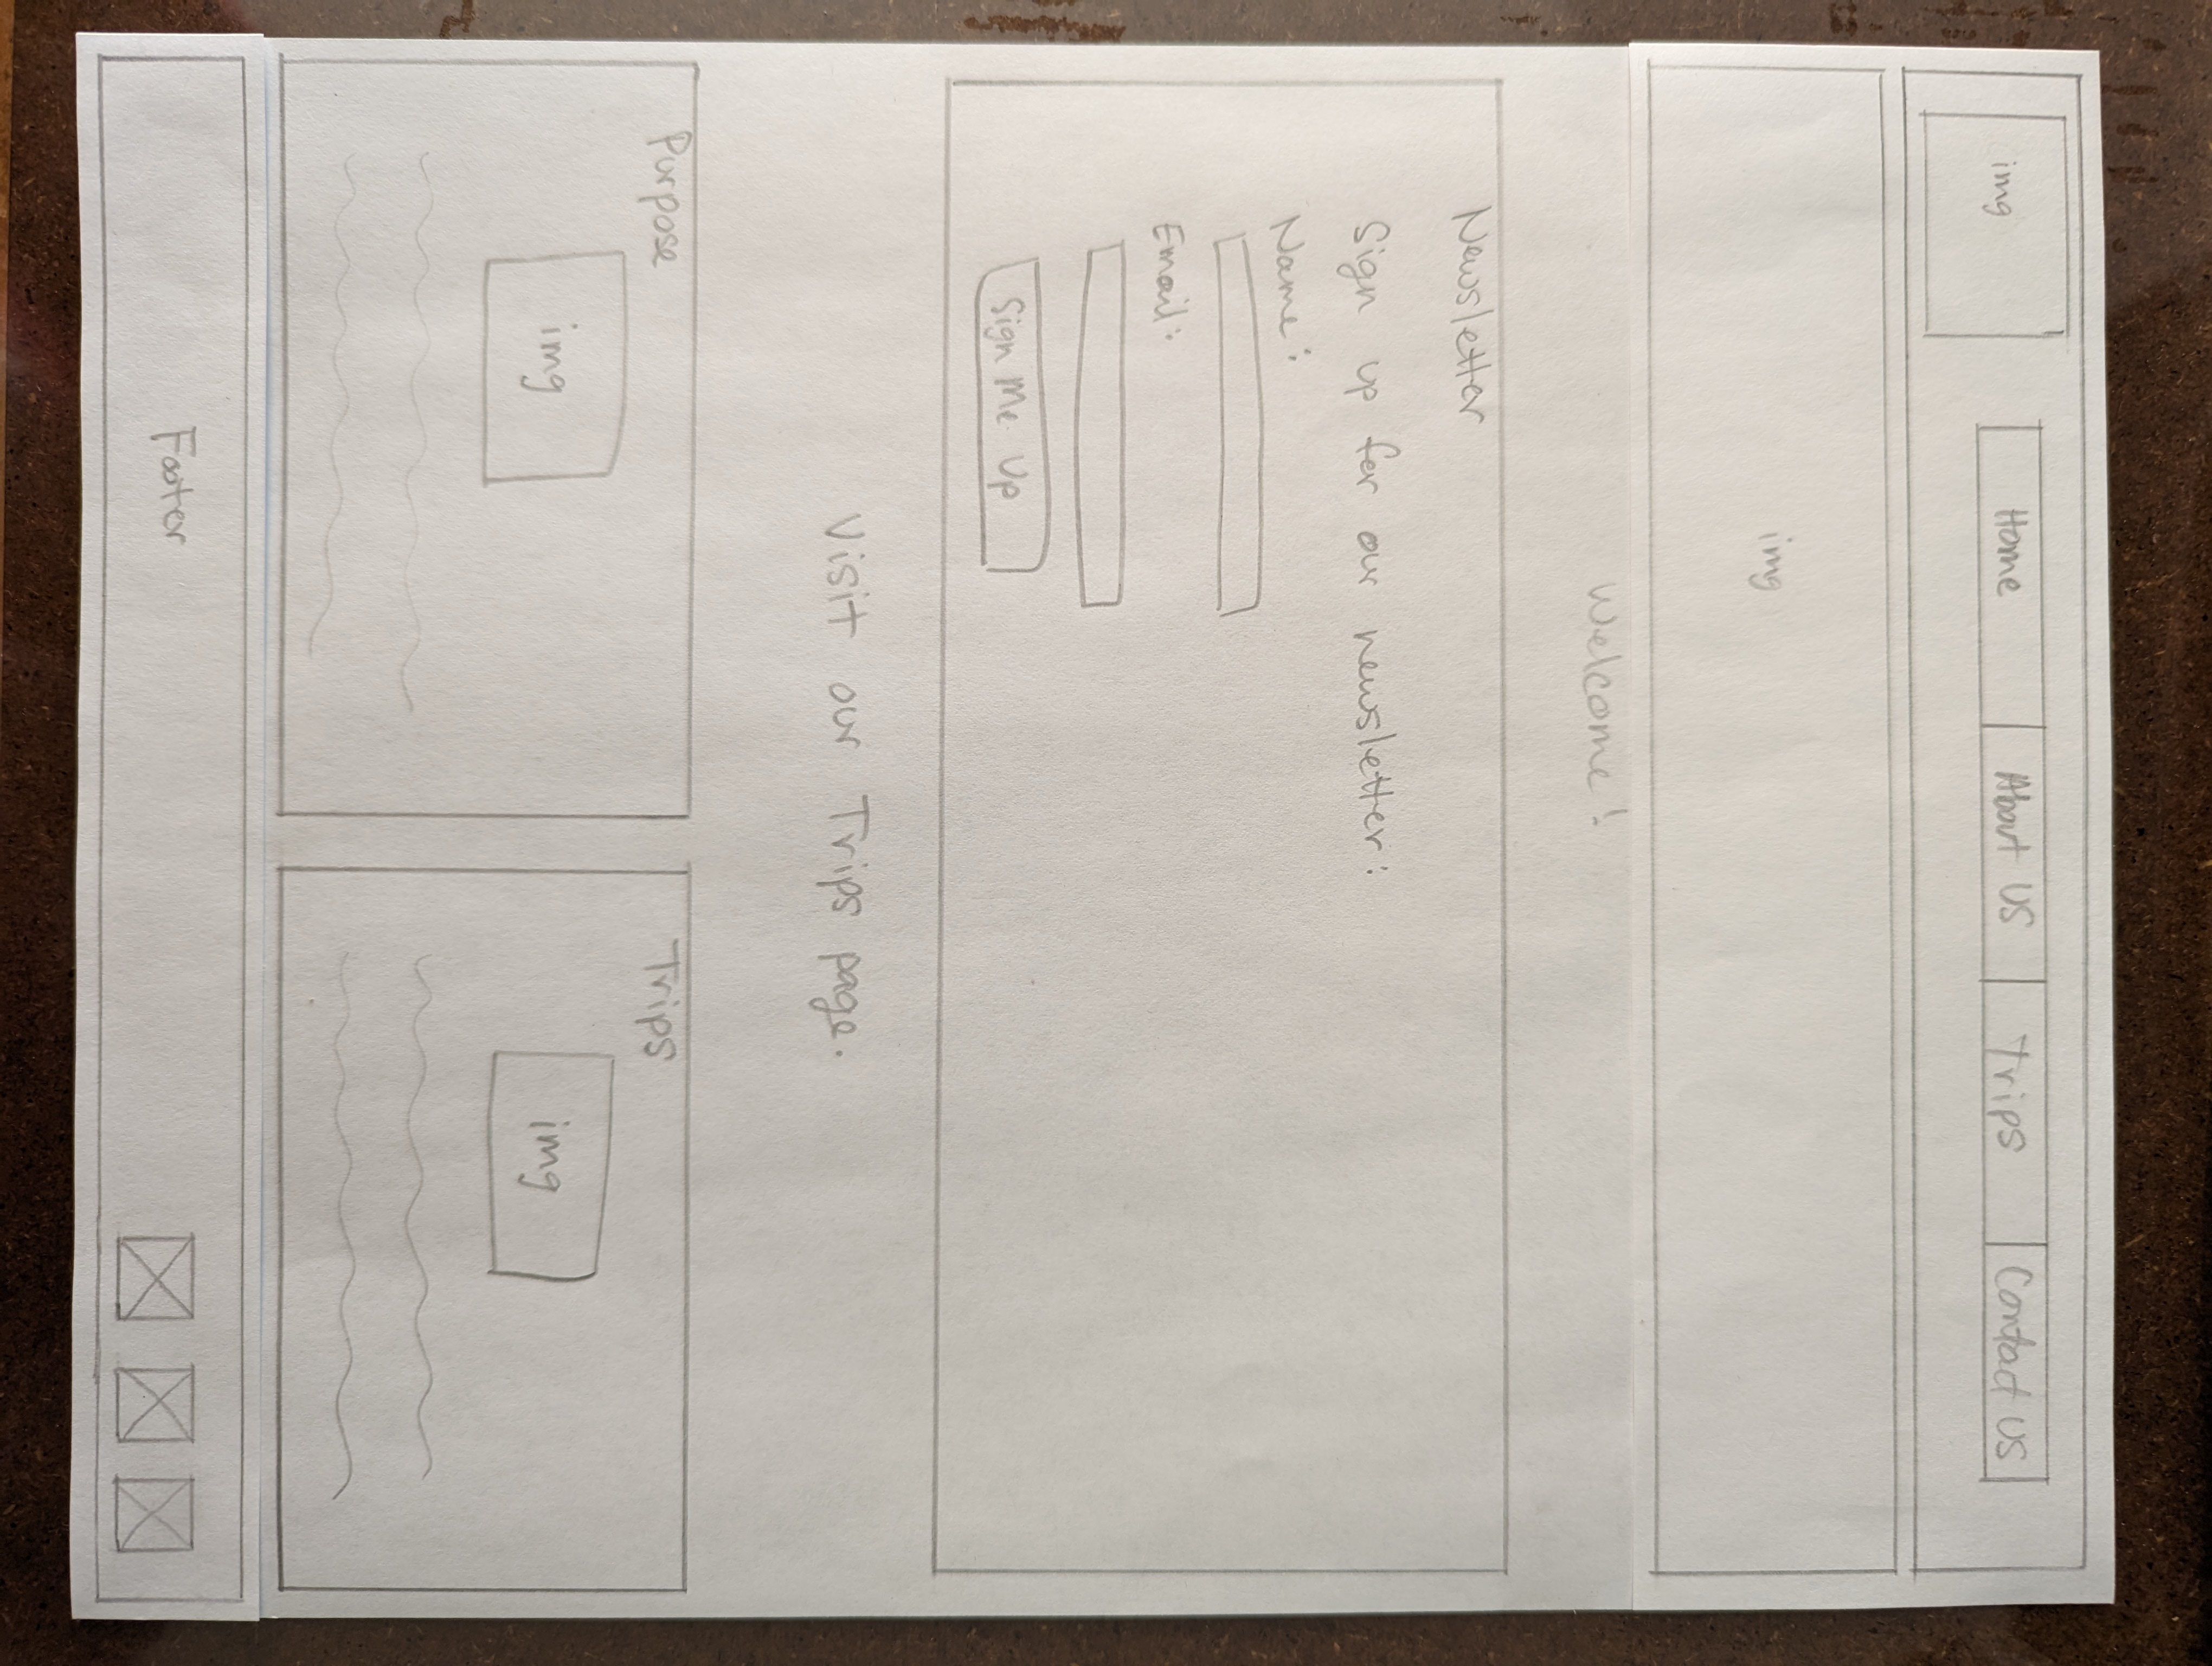 img
Home About US Trips Contact US
img
Welcome!
Newsletter
Sign up for our newsletter:
Name:
Email:
Sign Me Up
Visit our Trips page.
Purpose
img
Trips
img
Footer